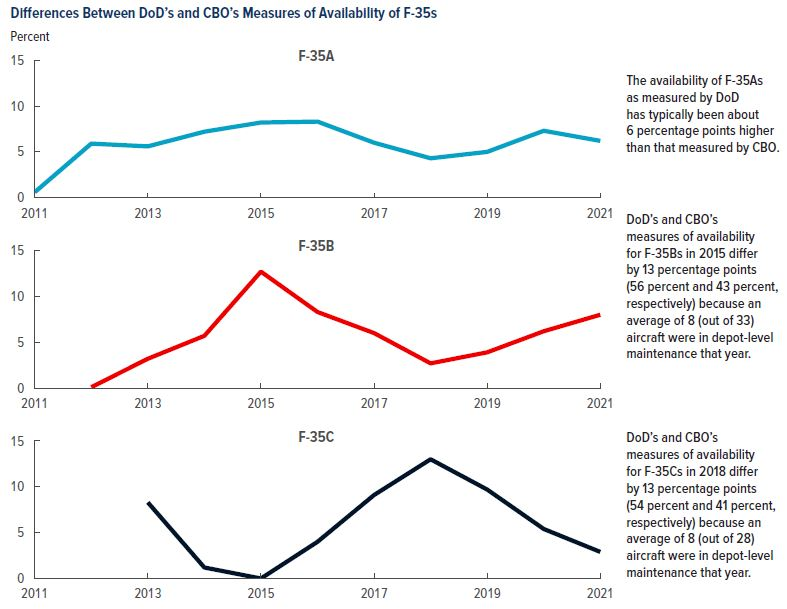 Differences Between DoD's and CBO's Measures of Availability of F-35s
Percent
F-35A
15
10
5
0
2011 2013 2015 2017 2019 2021
The availability of F-35As
as measured by DoD
has typically been about
6 percentage points higher
than that measured by CBO.
F-35B
15
10
5
0
2011 2013 2015 2017 2019 2021
DoD's and CBO's
measures of availability
for F-35Bs in 2015 differ
by 13 percentage points
(56 percent and 43 percent,
respectively) because an
average of 8 (out of 33)
aircraft were in depot-level
maintenance that year.
F-35C
15
10
5
0
2011 2013 2015 2017 2019 2021
DoD's and CBO's
measures of availability
for F-35Cs in 2018 differ
by 13 percentage points
(54 percent and 41 percent,
respectively) because an
average of 8 (out of 28)
aircraft were in depot-level
maintenance that year.